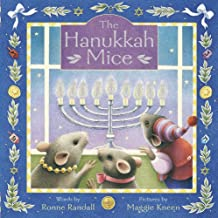 The
Hanukkah
Mice
Words by Pictures by
Ronne Randall Maggie Kneen